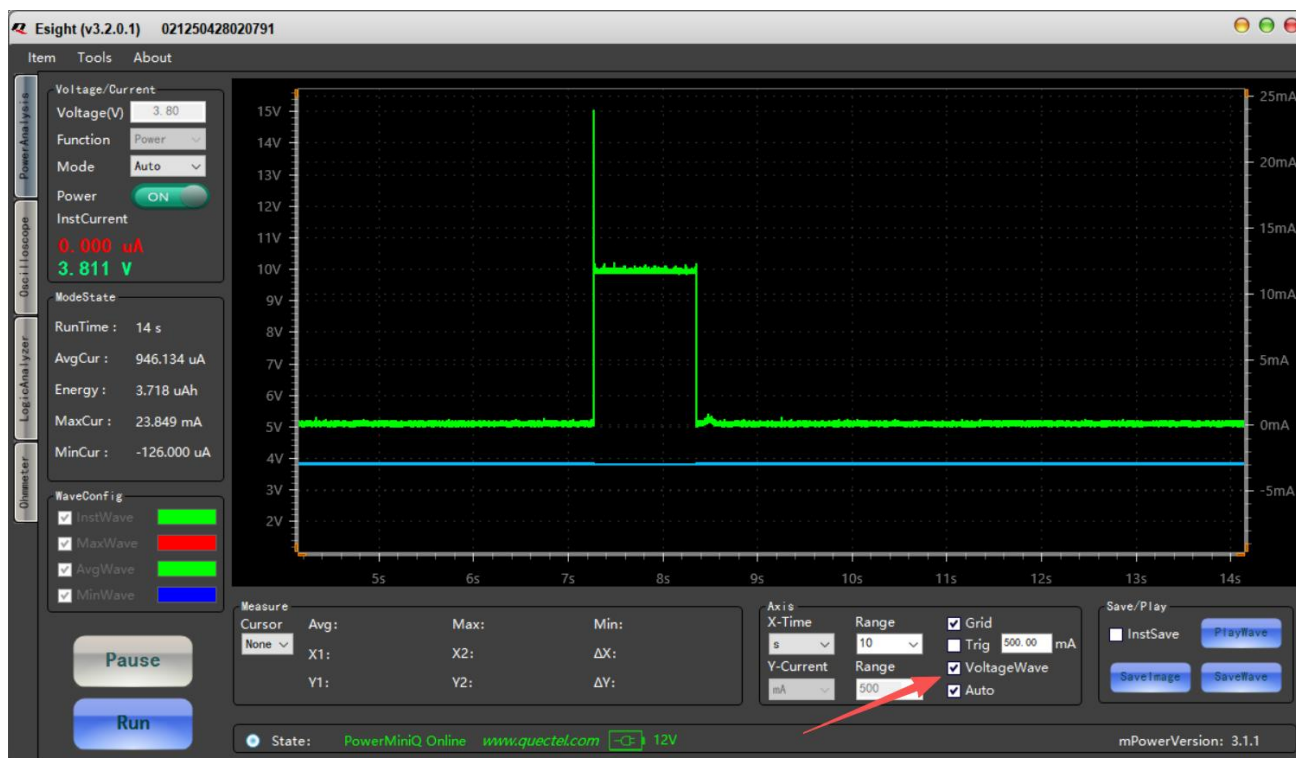 Esight (v3.2.0.1) 021250428020791
Item Tools About
PowerAnalysis
Oscilloscope
LogicAnalyzer
Ohmmeter
Voltage/Current
Voltage(V) 3.80
Function Power
Mode Auto
Power ON
InstCurrent
0.000 uA
3.811 V
ModeState
RunTime : 14 s
AvgCur : 946.134 uA
Energy : 3.718 uAh
MaxCur : 23.849 mA
MinCur : -126.000 uA
WaveConfig
InstWave
MaxWave
AvgWave
MinWave
Pause
Run
15V
14V
13V
12V
11V
10V
9V
8V
7V
6V
5V
4V
3V
2V
25mA
20mA
15mA
10mA
5mA
0mA
-5mA
5s 6s 7s 8s 9s 10s 11s 12s 13s 14s
Measure
Cursor Avg: Max: Min:
None X1: X2: ΔX:
Y1: Y2: ΔY:
Axis
X-Time Range Grid
s 10 Trig 500.00 mA
Y-Current Range VoltageWave
mA 500 Auto
Save/Play
InstSave PlayWave
SaveImage SaveWave
State: PowerMiniQ Online www.quectel.com 12V mPowerVersion: 3.1.1